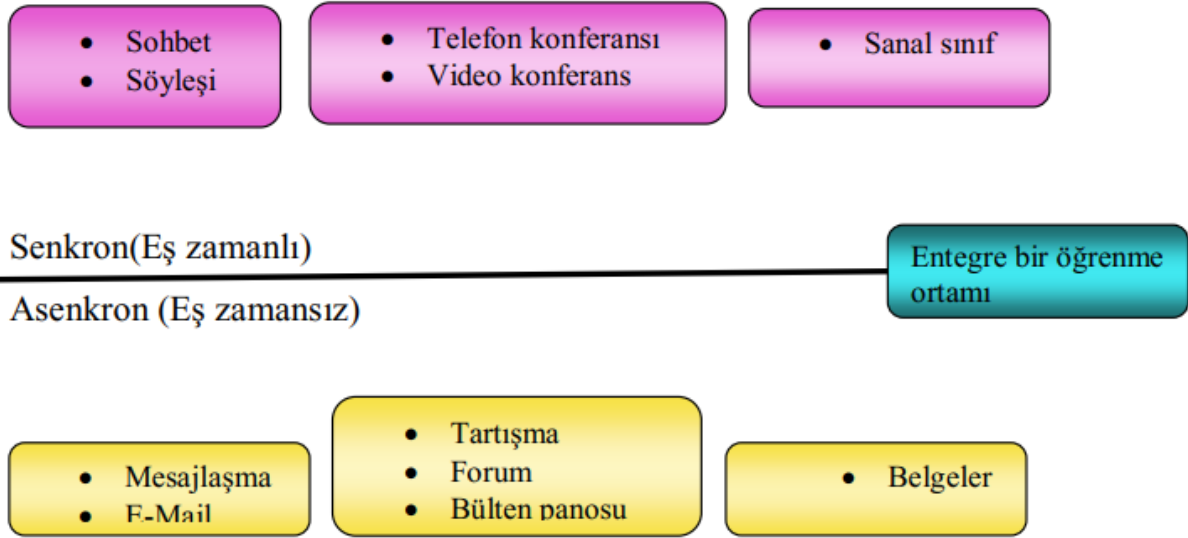 • Sohbet
• Söyleşi
• Telefon konferansı
• Video konferans
• Sanal sınıf
Senkron(Eş zamanlı)
Asenkron (Eş zamansız)
Entegre bir öğrenme
ortamı
• Mesajlaşma
• E-Mail
• Tartışma
• Forum
• Bülten panosu
• Belgeler